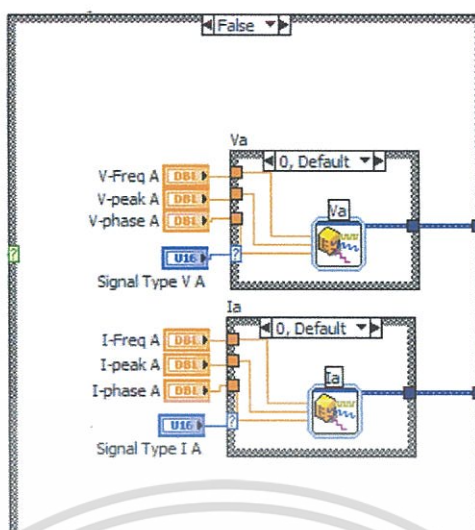 False
Va
0, Default
V-Freq A DBL
V-peak A DBL
V-phase A DBL
Va
U16 ?
Signal Type V A
?
Ia
0, Default
I-Freq A DBL
I-peak A DBL
I-phase A DBL
Ia
U16 ?
Signal Type I A